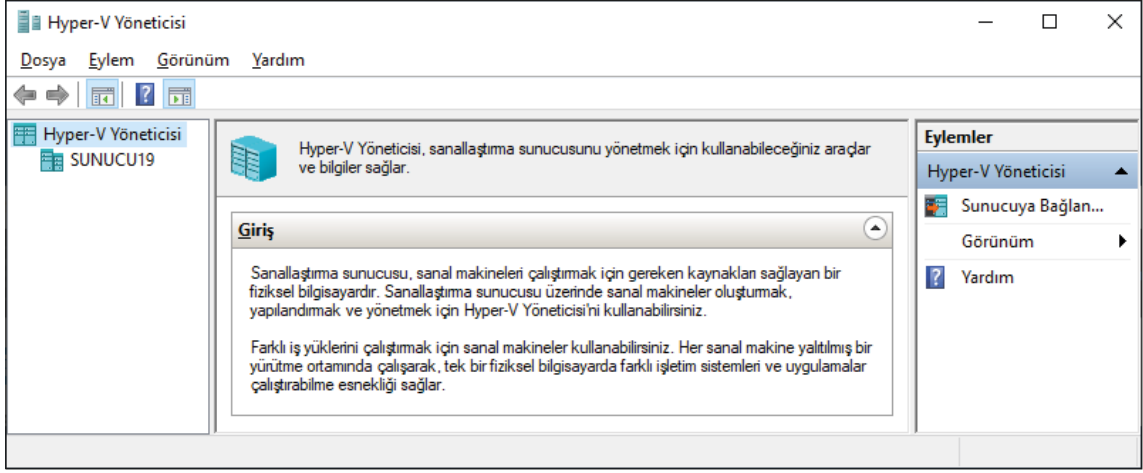 Hyper-V Yöneticisi
Dosya Eylem Görünüm Yardım
Hyper-V Yöneticisi
SUNUCU19
Hyper-V Yöneticisi, sanallaştırma sunucusunu yönetmek için kullanabileceğiniz araçlar
ve bilgiler sağlar.
Giriş
Sanallaştırma sunucusu, sanal makineleri çalıştırmak için gereken kaynakları sağlayan bir
fiziksel bilgisayardır. Sanallaştırma sunucusu üzerinde sanal makineler oluşturmak,
yapılandırmak ve yönetmek için Hyper-V Yöneticisi'ni kullanabilirsiniz.
Farklı iş yüklerini çalıştırmak için sanal makineler kullanabilirsiniz. Her sanal makine yalıtılmış bir
yürütme ortamında çalışarak, tek bir fiziksel bilgisayarda farklı işletim sistemleri ve uygulamalar
çalıştırabilme esnekliği sağlar.
Eylemler
Hyper-V Yöneticisi
Sunucuya Bağlan...
Görünüm
Yardım